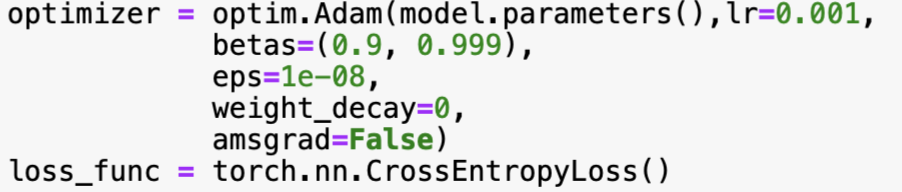 optimizer = optim.Adam(model.parameters(),lr=0.001,
betas=(0.9, 0.999),
eps=1e-08,
weight_decay=0,
amsgrad=False)
loss_func = torch.nn.CrossEntropyLoss()